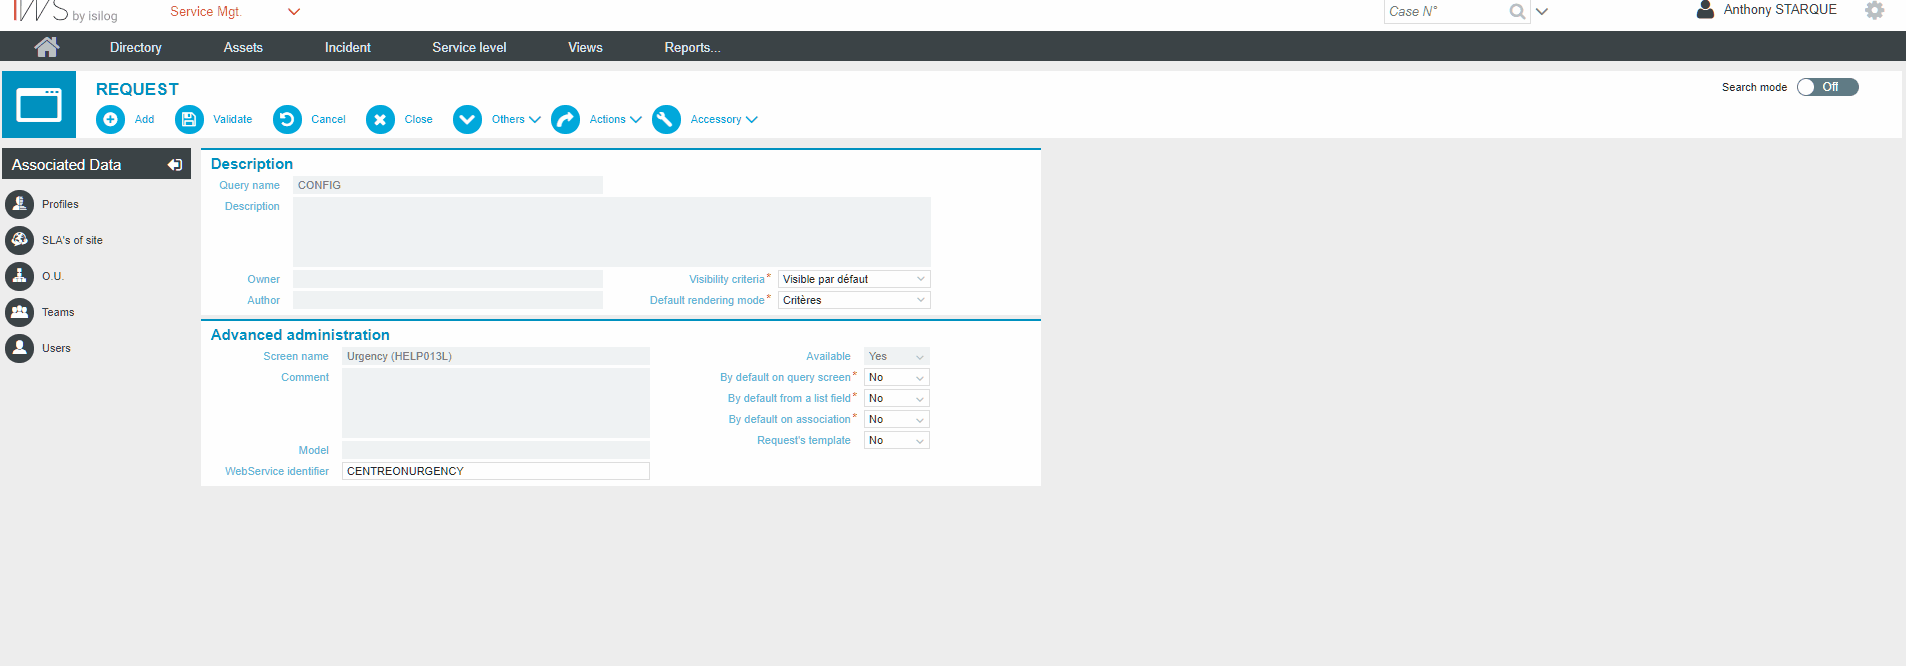 IWS by isilog Service Mgt. Case N° Anthony STARQUE
Directory Assets Incident Service level Views Reports...
REQUEST
Search mode Off
Add Validate Cancel Close Others Actions Accessory
Associated Data
Profiles
SLA's of site
O.U.
Teams
Users
Description
Query name CONFIG
Description
Owner Visibility criteria* Visible par défaut
Author Default rendering mode* Critères
Advanced administration
Screen name Urgency (HELP013L) Available Yes
Comment By default on query screen* No
By default from a list field* No
By default on association* No
Request's template No
Model
WebService identifier CENTREONURGENCY